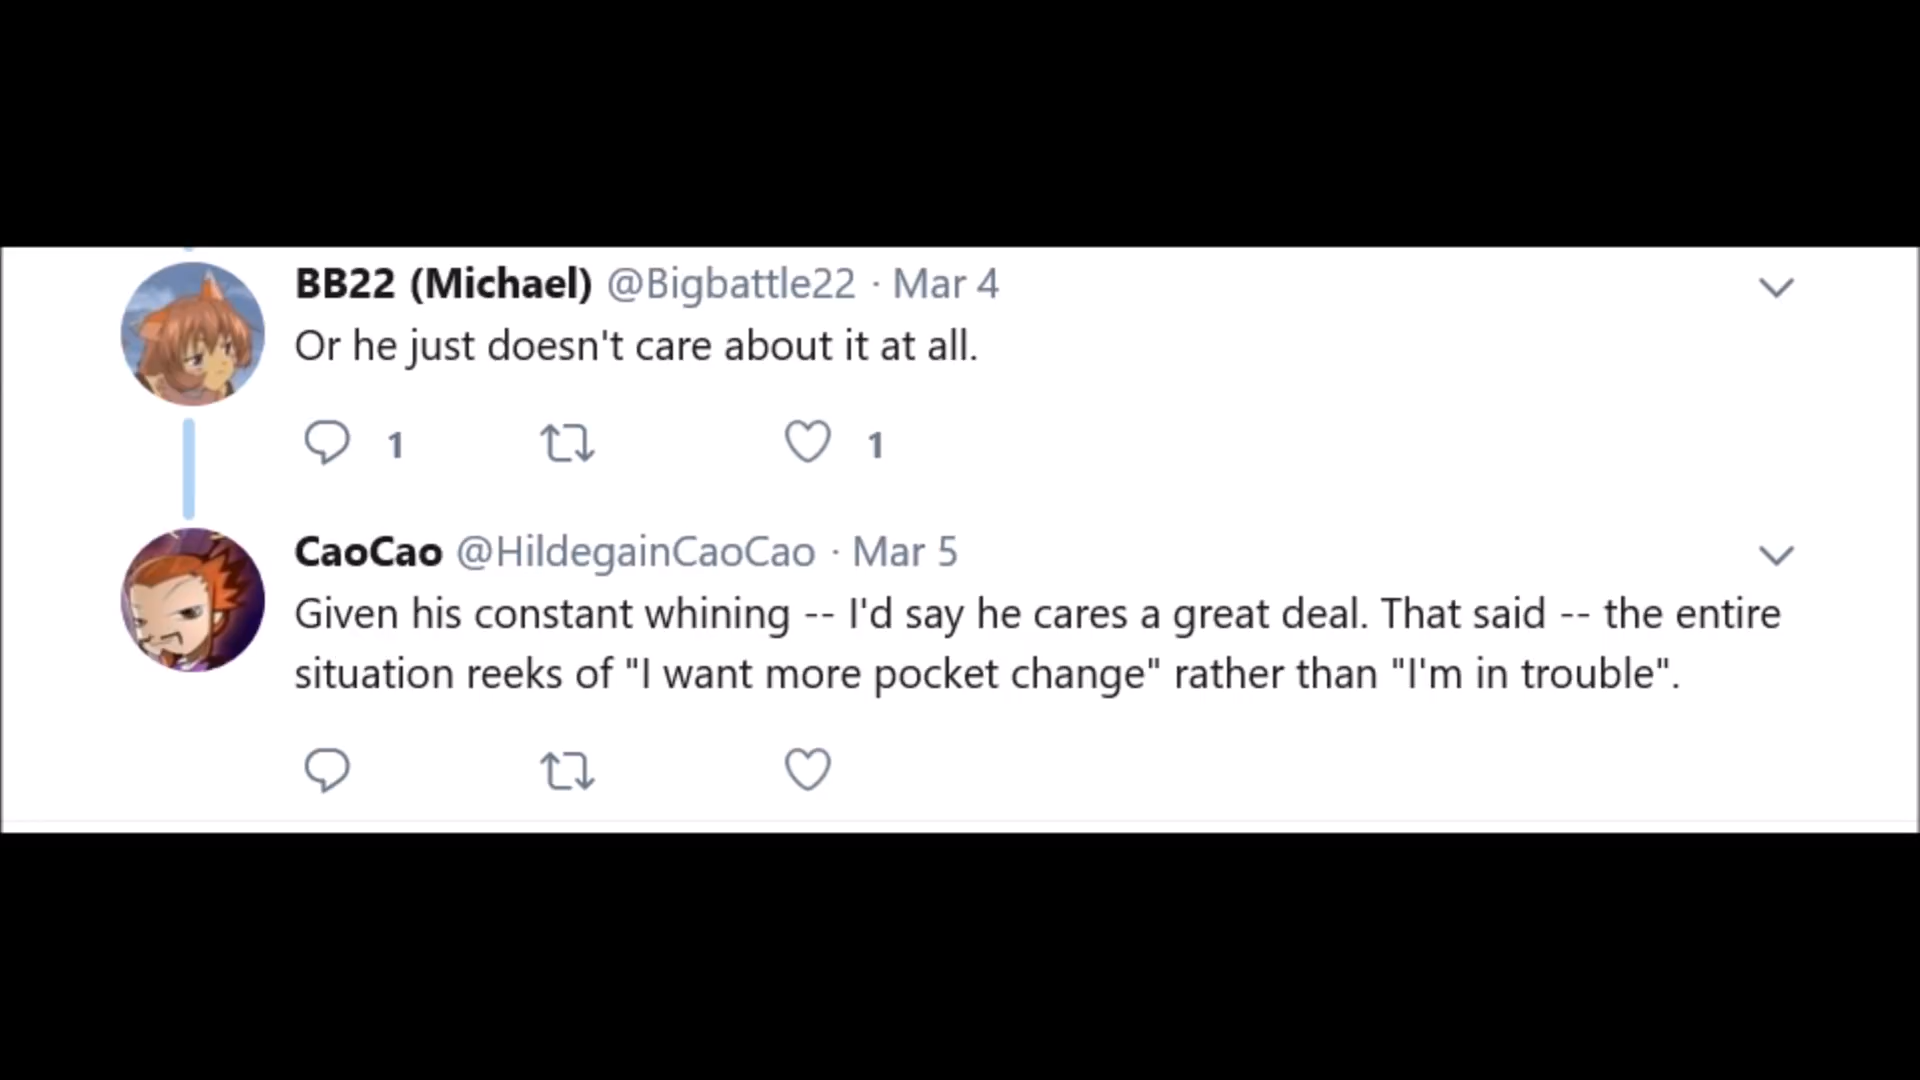 BB22 (Michael) @Bigbattle22 · Mar 4
Or he just doesn't care about it at all.
1 1
CaoCao @HildegainCaoCao · Mar 5
Given his constant whining -- I'd say he cares a great deal. That said -- the entire
situation reeks of "I want more pocket change" rather than "I'm in trouble".